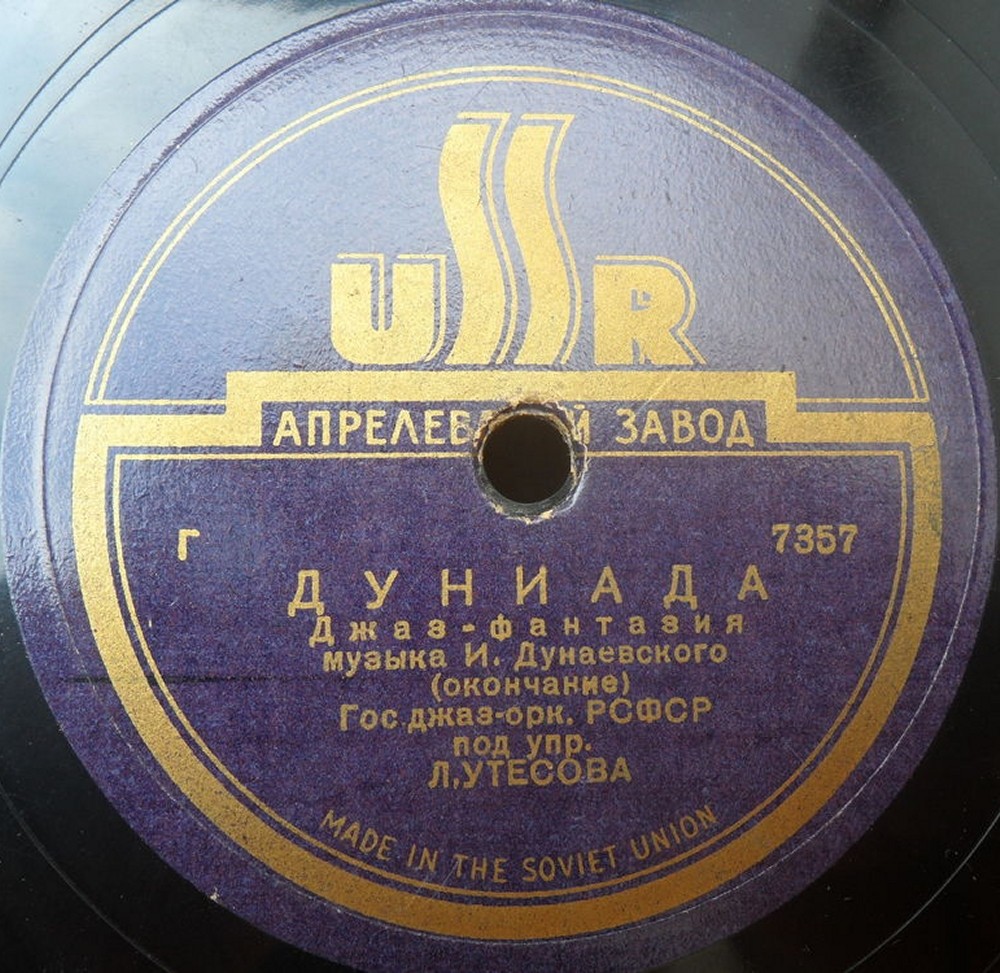 USSR
ЗАВОД
Г 7357
ДУНИАДА
Джаз-фантазия
музыка И. Дунаевского
(окончание)
Гос.джаз-орк. РСФСР
под упр.
Л.УТЕСОВА
MADE IN THE SOVIET UNION